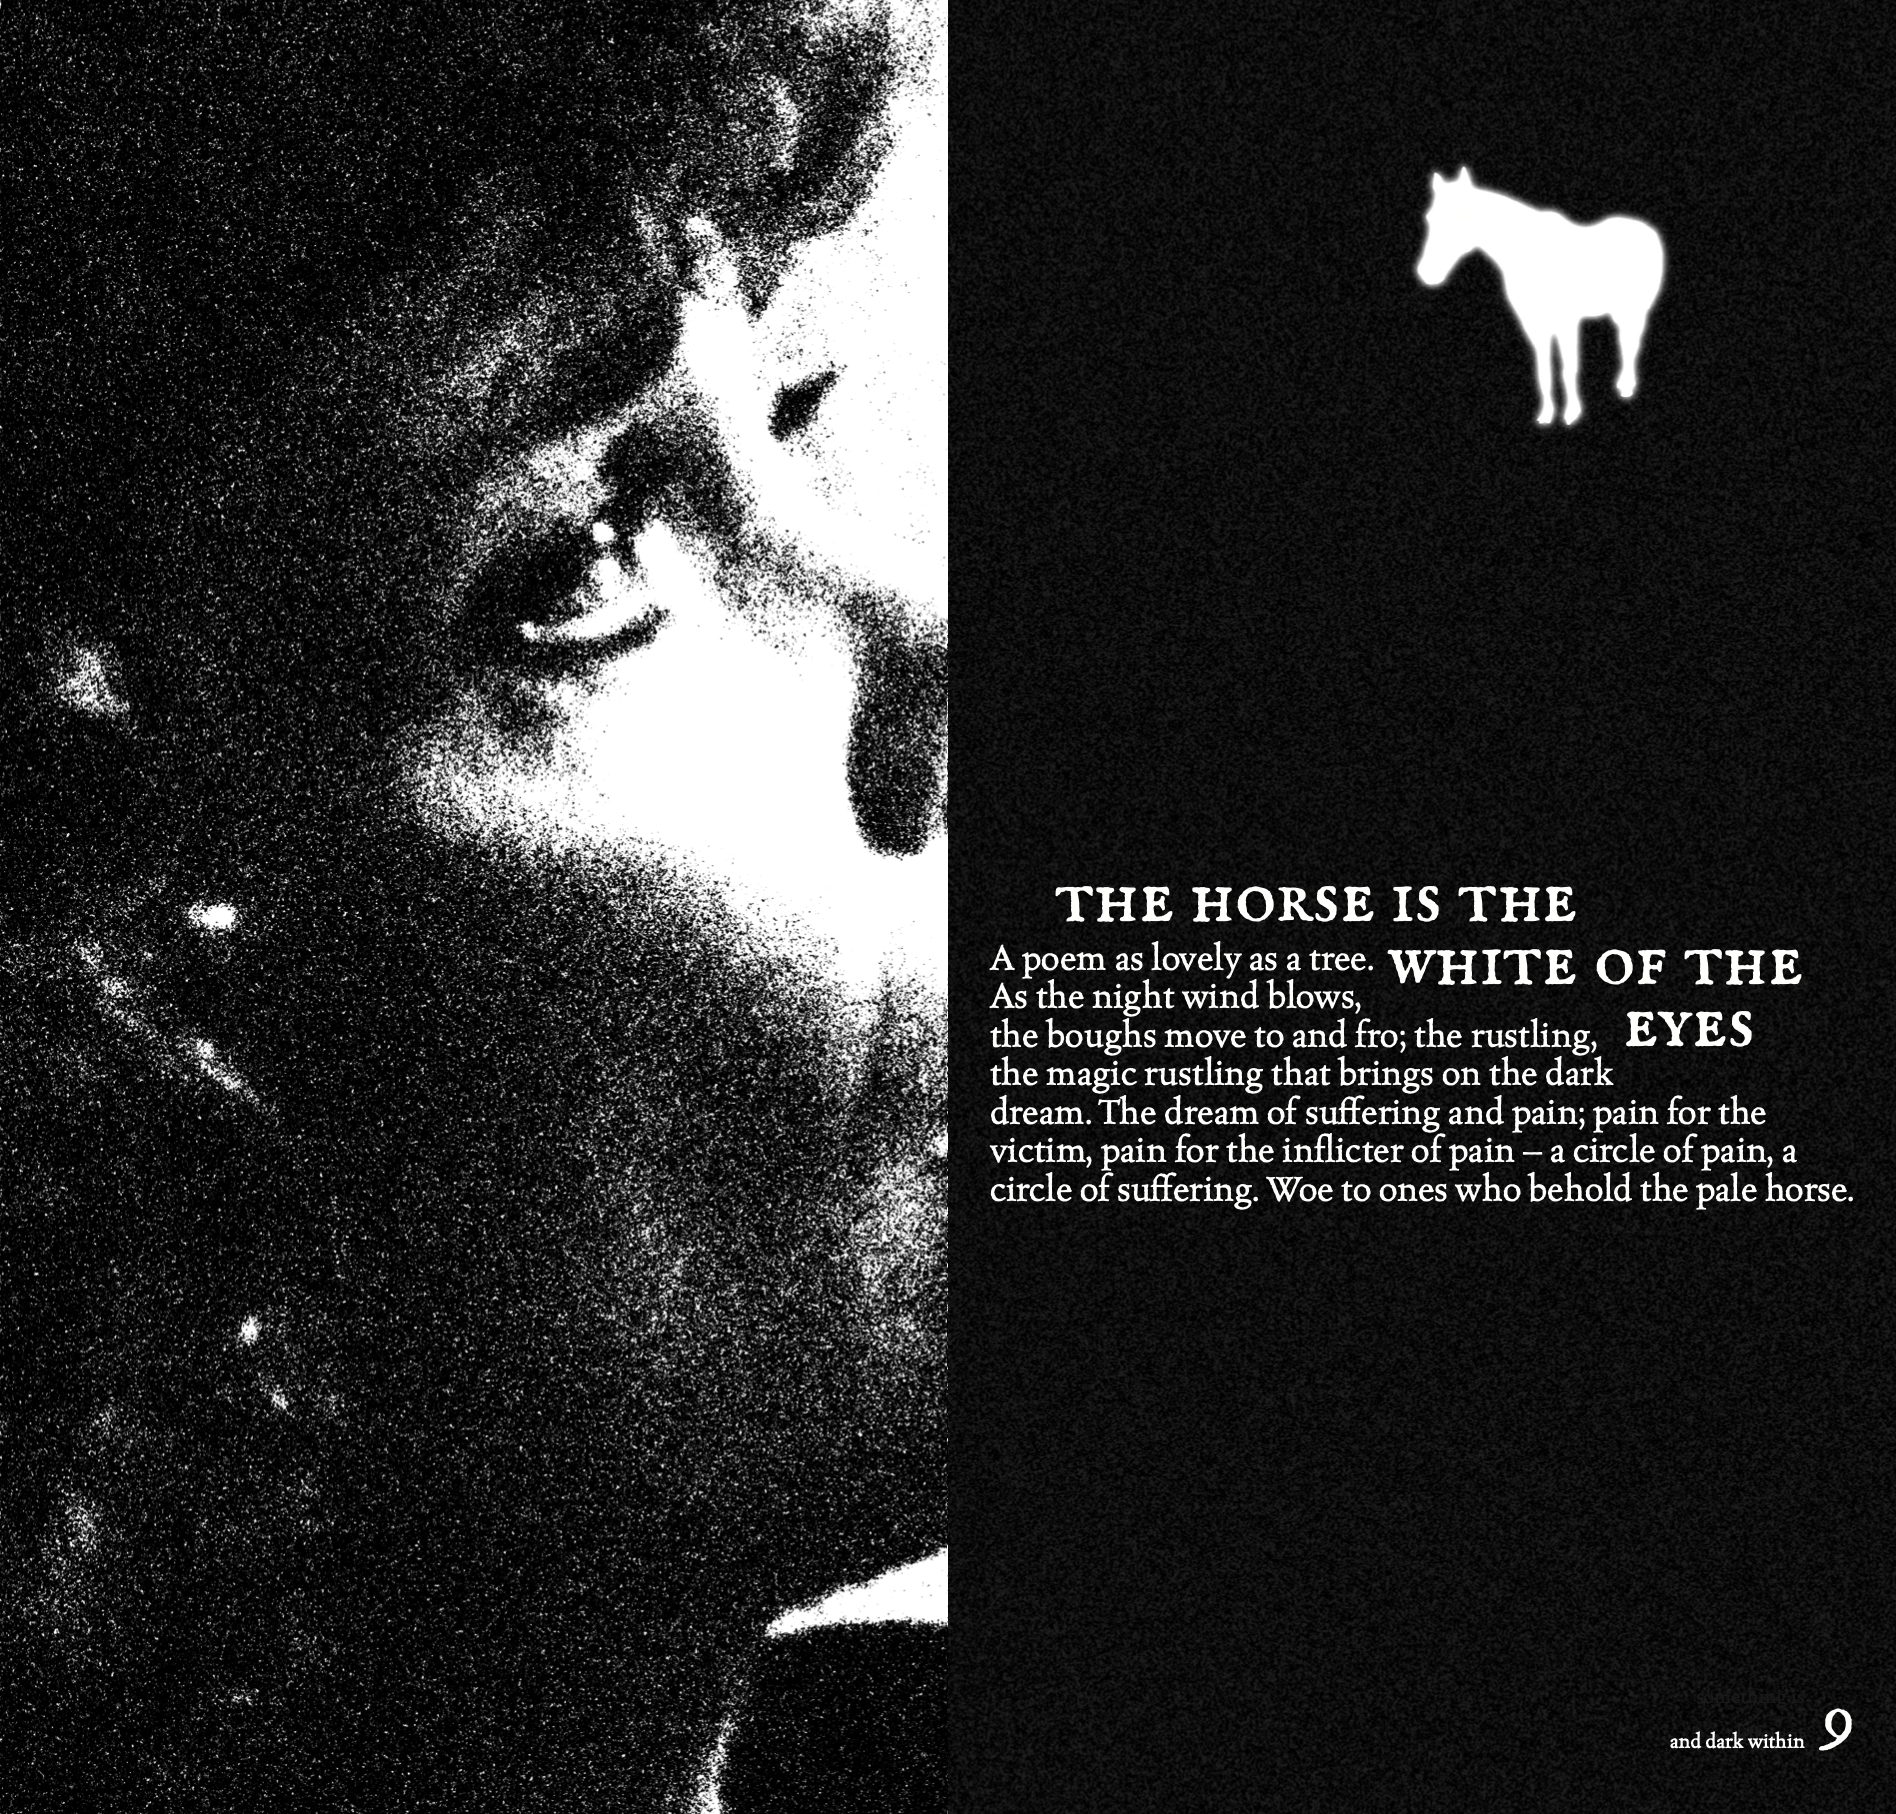 THE HORSE IS THE
WHITE OF THE
EYES
A poem as lovely as a tree.
As the night wind blows,
the boughs move to and fro; the rustling,
the magic rustling that brings on the dark
dream. The dream of suffering and pain; pain for the
victim, pain for the inflicter of pain – a circle of pain, a
circle of suffering. Woe to ones who behold the pale horse.
and dark within 9